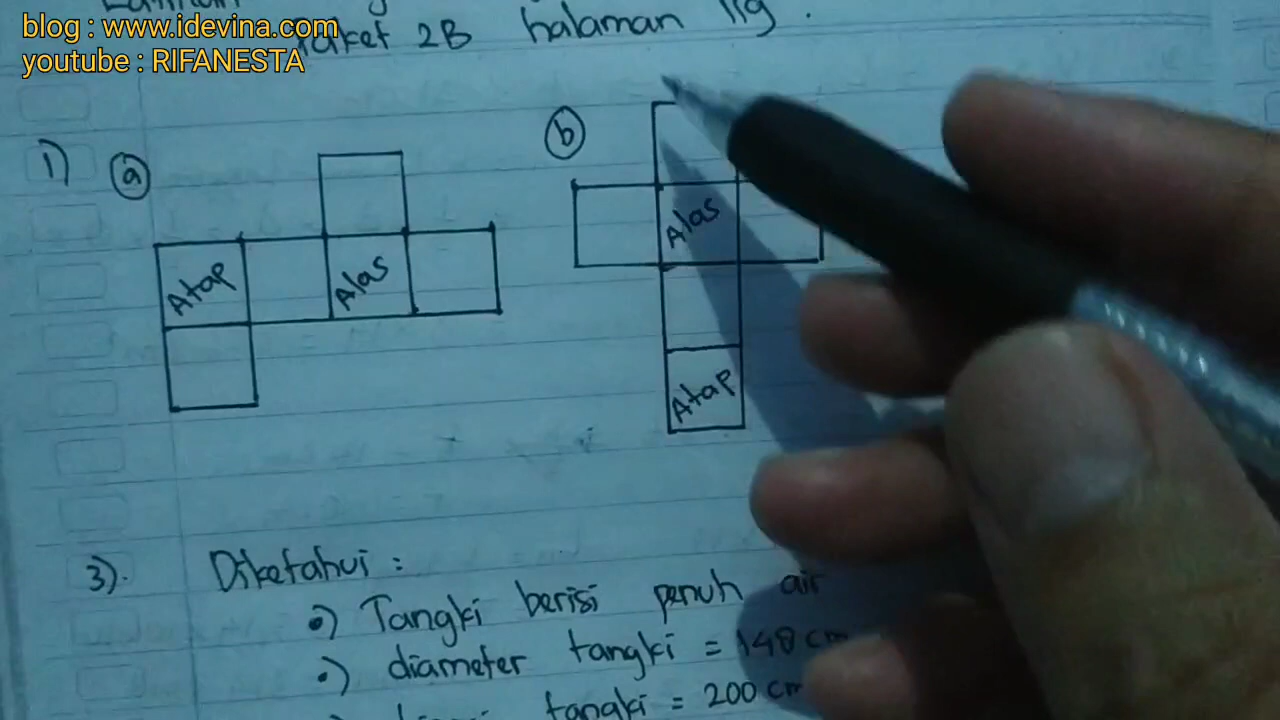 blog : www.idevina.com
youtube : RIFANESTA
2B halaman 119.
1) a
b
Alas
Atap
Alas
Atap
3). Diketahui :
•) Tangki berisi penuh air
•) diameter tangki = 140 cm
tangki = 200 cm